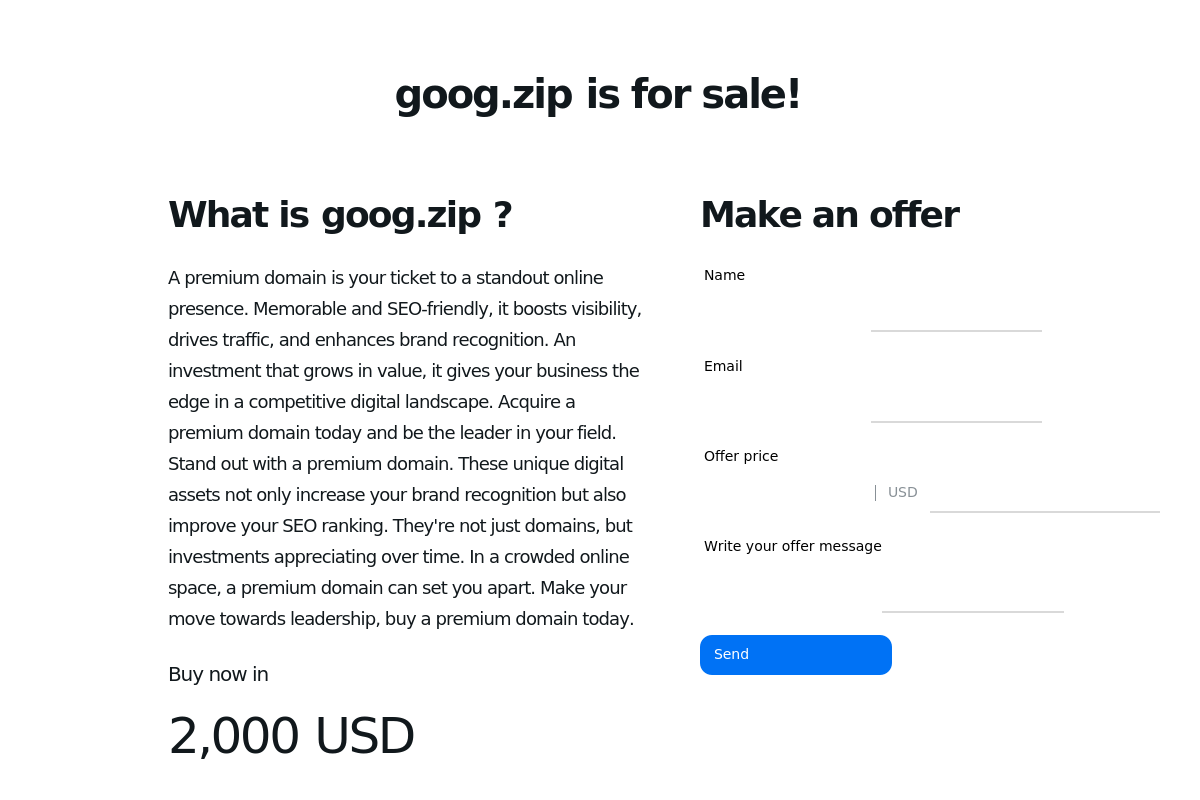 goog.zip is for sale!
What is goog.zip ?
A premium domain is your ticket to a standout online
presence. Memorable and SEO-friendly, it boosts visibility,
drives traffic, and enhances brand recognition. An
investment that grows in value, it gives your business the
edge in a competitive digital landscape. Acquire a
premium domain today and be the leader in your field.
Stand out with a premium domain. These unique digital
assets not only increase your brand recognition but also
improve your SEO ranking. They're not just domains, but
investments appreciating over time. In a crowded online
space, a premium domain can set you apart. Make your
move towards leadership, buy a premium domain today.
Buy now in
2,000 USD
Make an offer
Name
Email
Offer price
USD
Write your offer message
Send